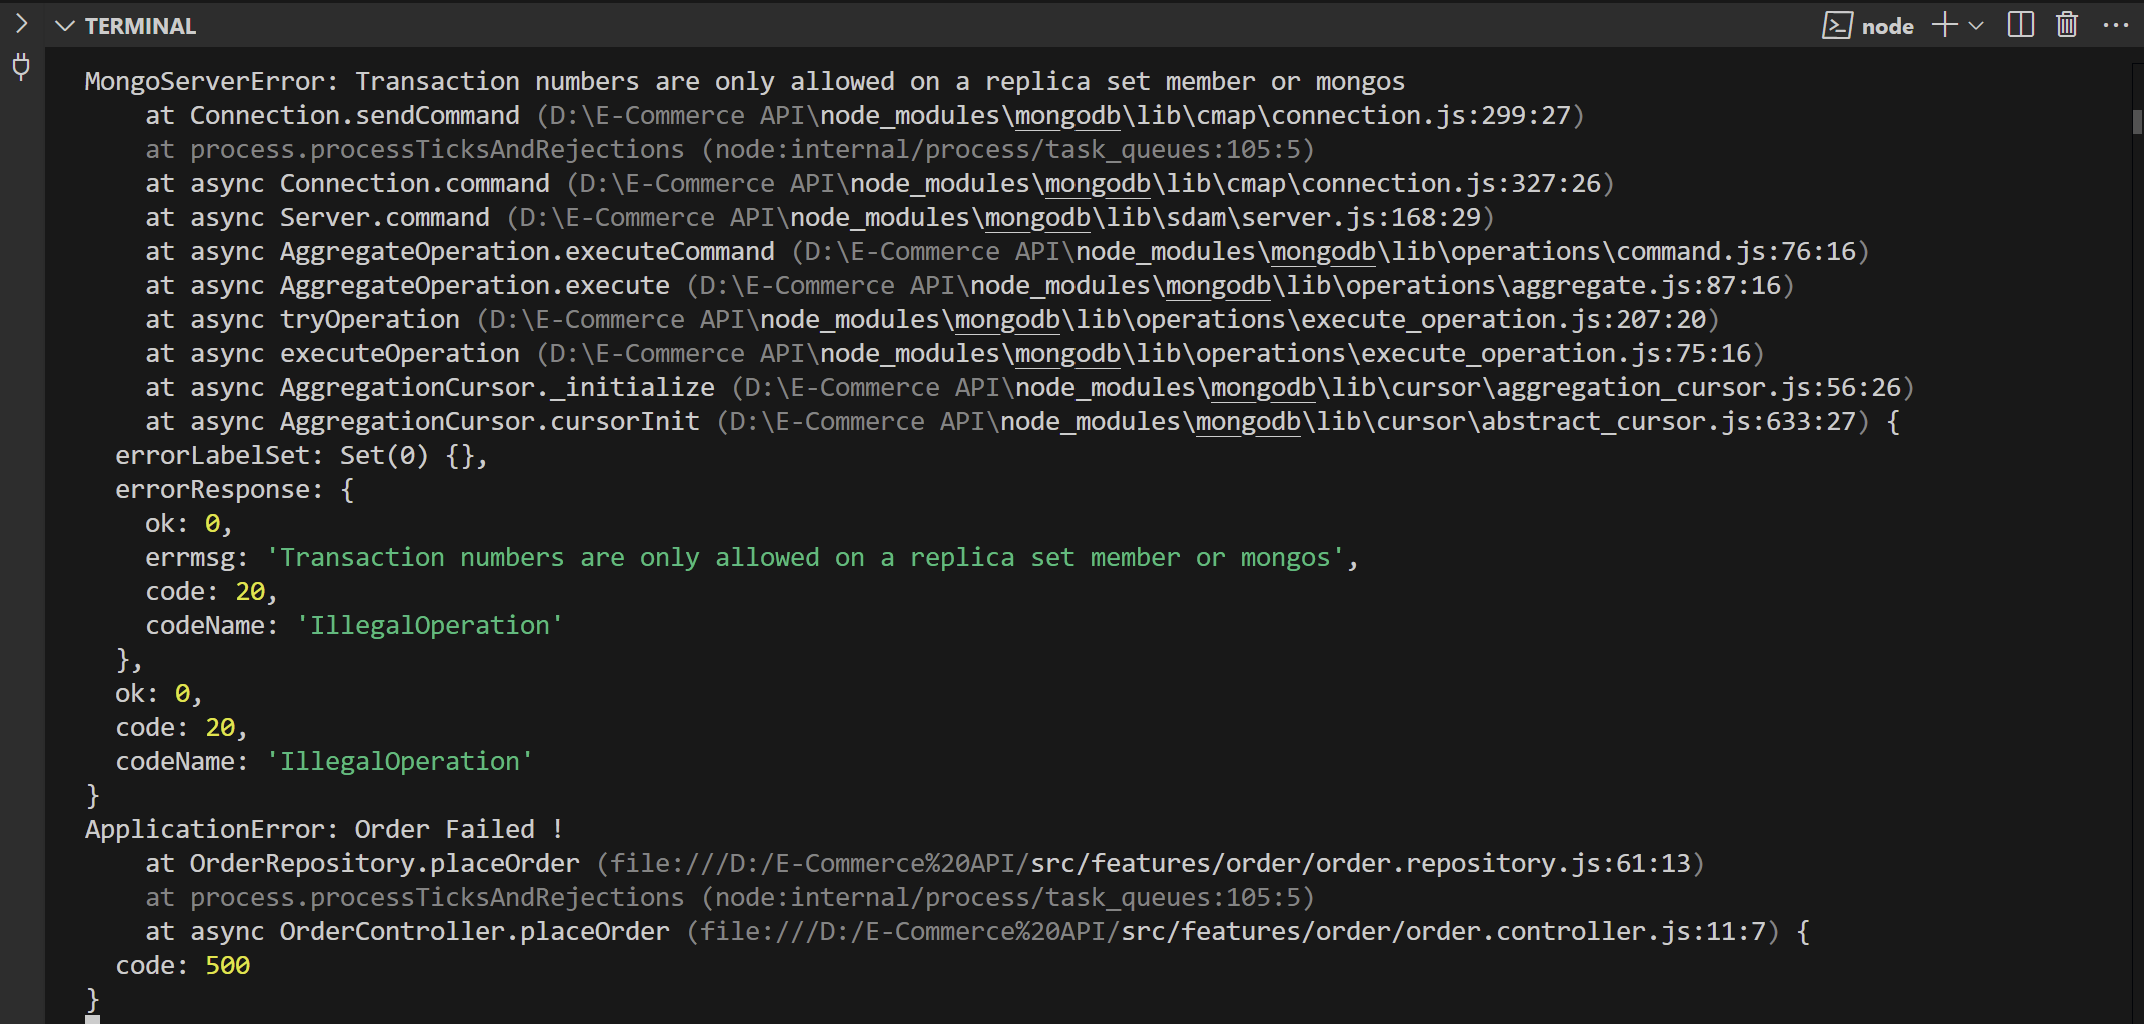 TERMINAL
node
MongoServerError: Transaction numbers are only allowed on a replica set member or mongos
    at Connection.sendCommand (D:\E-Commerce API\node_modules\mongodb\lib\cmap\connection.js:299:27)
    at process.processTicksAndRejections (node:internal/process/task_queues:105:5)
    at async Connection.command (D:\E-Commerce API\node_modules\mongodb\lib\cmap\connection.js:327:26)
    at async Server.command (D:\E-Commerce API\node_modules\mongodb\lib\sdam\server.js:168:29)
    at async AggregateOperation.executeCommand (D:\E-Commerce API\node_modules\mongodb\lib\operations\command.js:76:16)
    at async AggregateOperation.execute (D:\E-Commerce API\node_modules\mongodb\lib\operations\aggregate.js:87:16)
    at async tryOperation (D:\E-Commerce API\node_modules\mongodb\lib\operations\execute_operation.js:207:20)
    at async executeOperation (D:\E-Commerce API\node_modules\mongodb\lib\operations\execute_operation.js:75:16)
    at async AggregationCursor._initialize (D:\E-Commerce API\node_modules\mongodb\lib\cursor\aggregation_cursor.js:56:26)
    at async AggregationCursor.cursorInit (D:\E-Commerce API\node_modules\mongodb\lib\cursor\abstract_cursor.js:633:27) {
  errorLabelSet: Set(0) {},
  errorResponse: {
    ok: 0,
    errmsg: 'Transaction numbers are only allowed on a replica set member or mongos',
    code: 20,
    codeName: 'IllegalOperation'
  },
  ok: 0,
  code: 20,
  codeName: 'IllegalOperation'
}
ApplicationError: Order Failed !
    at OrderRepository.placeOrder (file:///D:/E-Commerce%20API/src/features/order/order.repository.js:61:13)
    at process.processTicksAndRejections (node:internal/process/task_queues:105:5)
    at async OrderController.placeOrder (file:///D:/E-Commerce%20API/src/features/order/order.controller.js:11:7) {
  code: 500
}